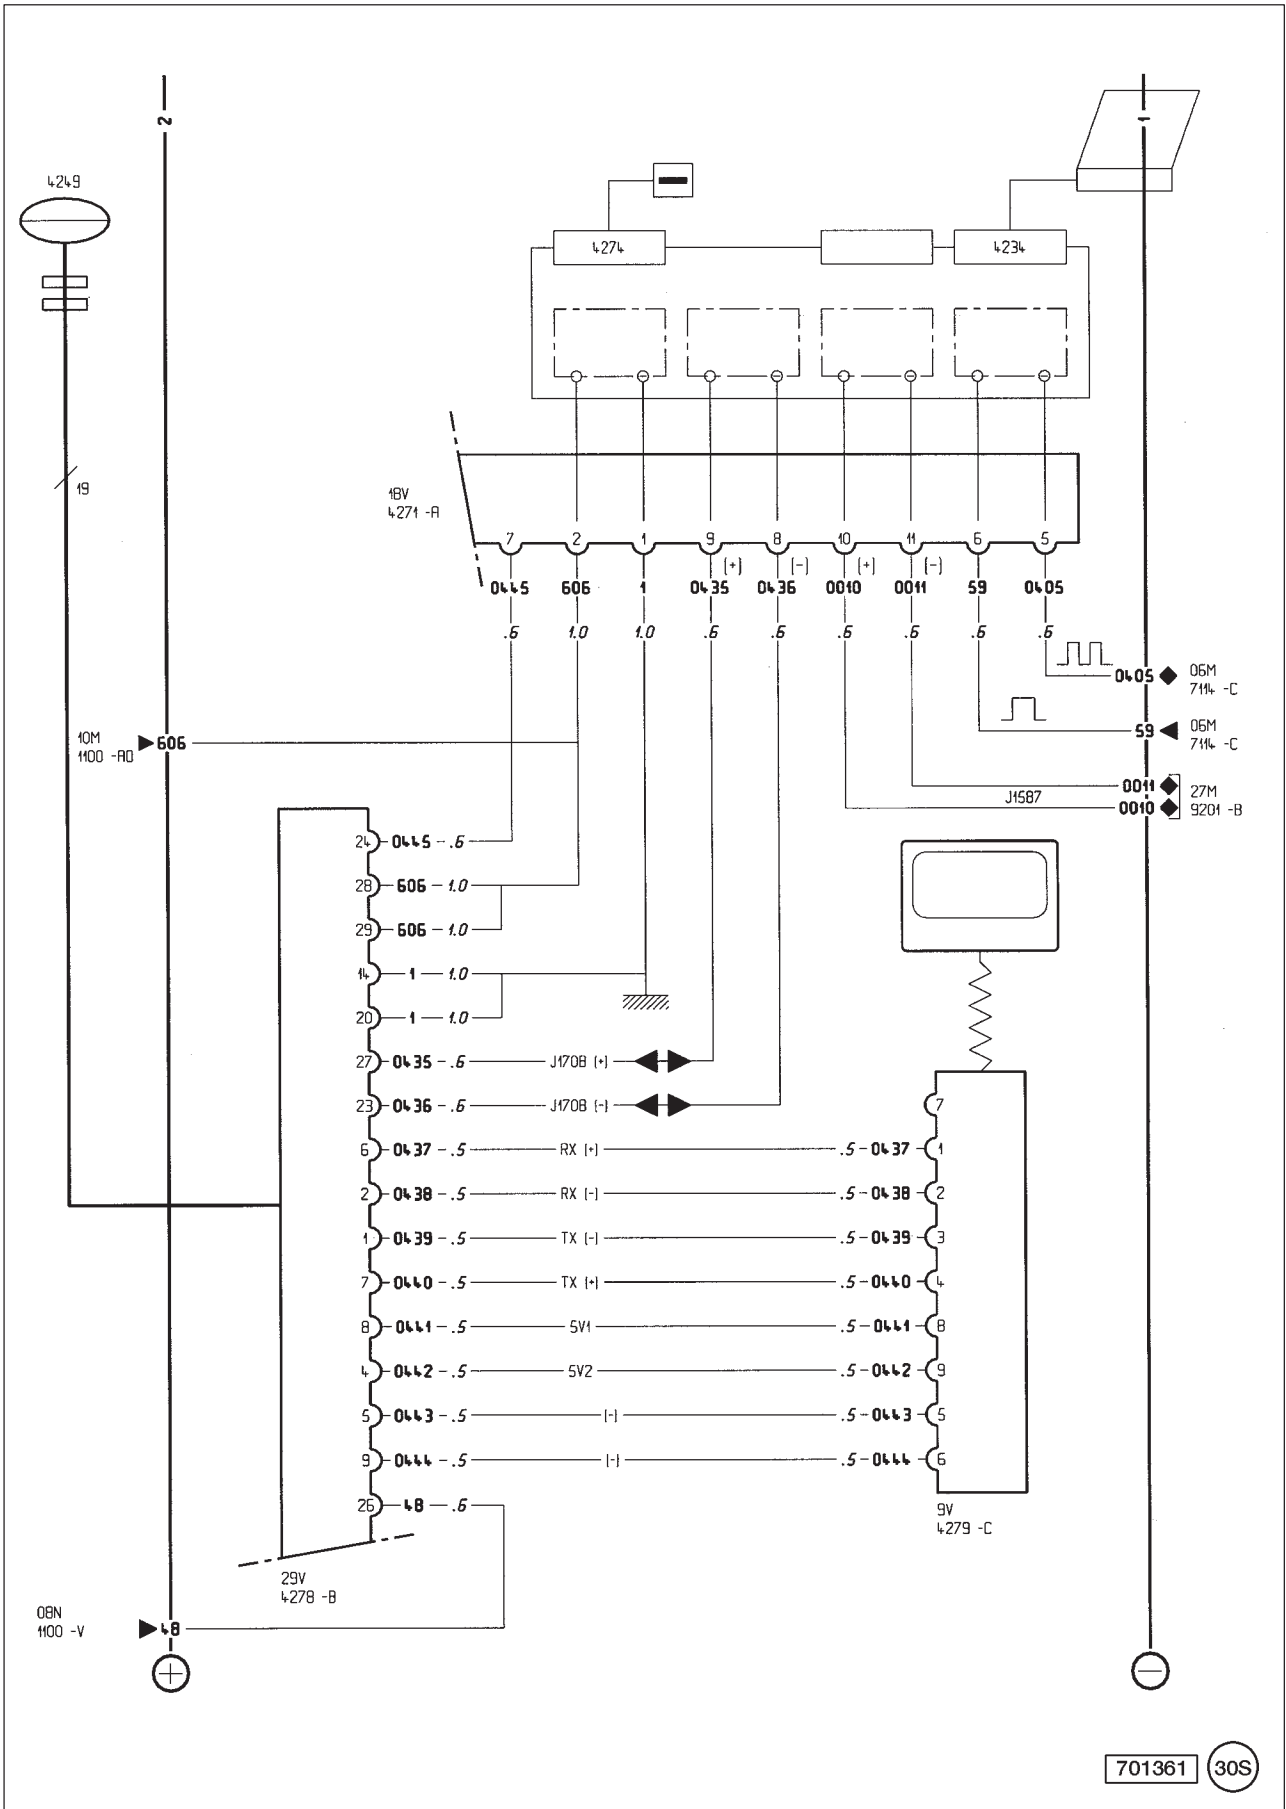 2
1
4249
4274
4234
19
18V
4271 -A
7 2 1 9 8 10 11 6 5
(+) (-) (+) (-)
0445 606 1 0435 0436 0010 0011 59 0405
.6 1.0 1.0 .6 .6 .6 .6 .6 .6
0405 06M
7114 -C
59 06M
7114 -C
10M
1100 -AD
606
0011
J1587
0010
27M
9201 -B
24 0445 - .6
28 606 - 1.0
29 606 - 1.0
14 1 - 1.0
20 1 - 1.0
27 0435 - .6 J1708 (+)
23 0436 - .6 J1708 (-)
7
6 0437 - .5 RX (+) .5 - 0437 1
2 0438 - .5 RX (-) .5 - 0438 2
1 0439 - .5 TX (-) .5 - 0439 3
7 0440 - .5 TX (+) .5 - 0440 4
8 0441 - .5 5V1 .5 - 0441 8
4 0442 - .5 5V2 .5 - 0442 9
5 0443 - .5 (-) .5 - 0443 5
9 0444 - .5 (-) .5 - 0444 6
26 48 - .6
9V
4279 -C
29V
4278 -B
08N
1100 -V
48
+
-
701361 30S